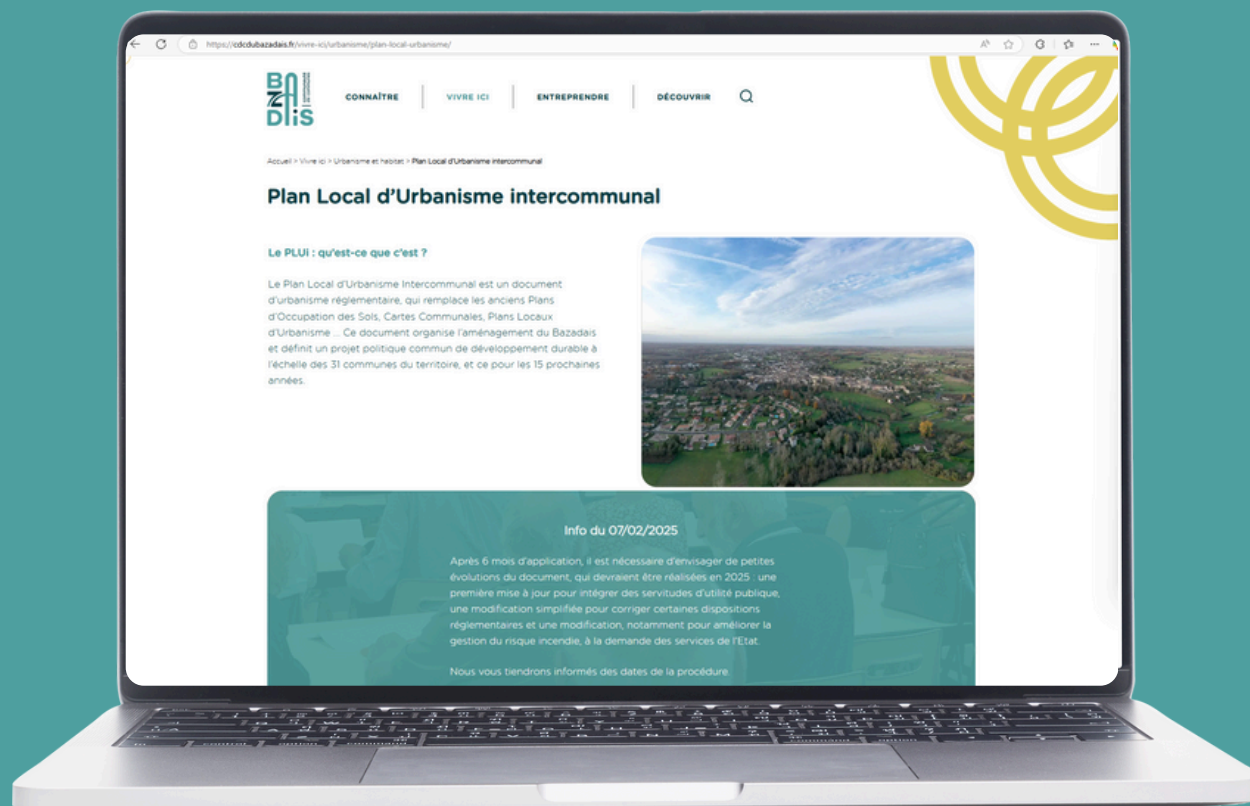 https://cdcdubazadais.fr/vivre-ici/urbanisme/plan-local-urbanisme/
BAZADAIS
CONNAÎTRE
VIVRE ICI
ENTREPRENDRE
DÉCOUVRIR
Accueil > Vivre ici > Urbanisme et habitat > Plan Local d'Urbanisme intercommunal
Plan Local d'Urbanisme intercommunal
Le PLUi : qu'est-ce que c'est ?
Le Plan Local d'Urbanisme Intercommunal est un document
d'urbanisme réglementaire, qui remplace les anciens Plans
d'Occupation des Sols, Cartes Communales, Plans Locaux
d'Urbanisme ... Ce document organise l'aménagement du Bazadais
et définit un projet politique commun de développement durable à
l'échelle des 31 communes du territoire, et ce pour les 15 prochaines
années.
Info du 07/02/2025
Après 6 mois d'application, il est nécessaire d'envisager de petites
évolutions du document, qui devraient être réalisées en 2025 : une
première mise à jour pour intégrer des servitudes d'utilité publique,
une modification simplifiée pour corriger certaines dispositions
réglementaires et une modification, notamment pour améliorer la
gestion du risque incendie, à la demande des services de l'Etat.
Nous vous tiendrons informés des dates de la procédure.